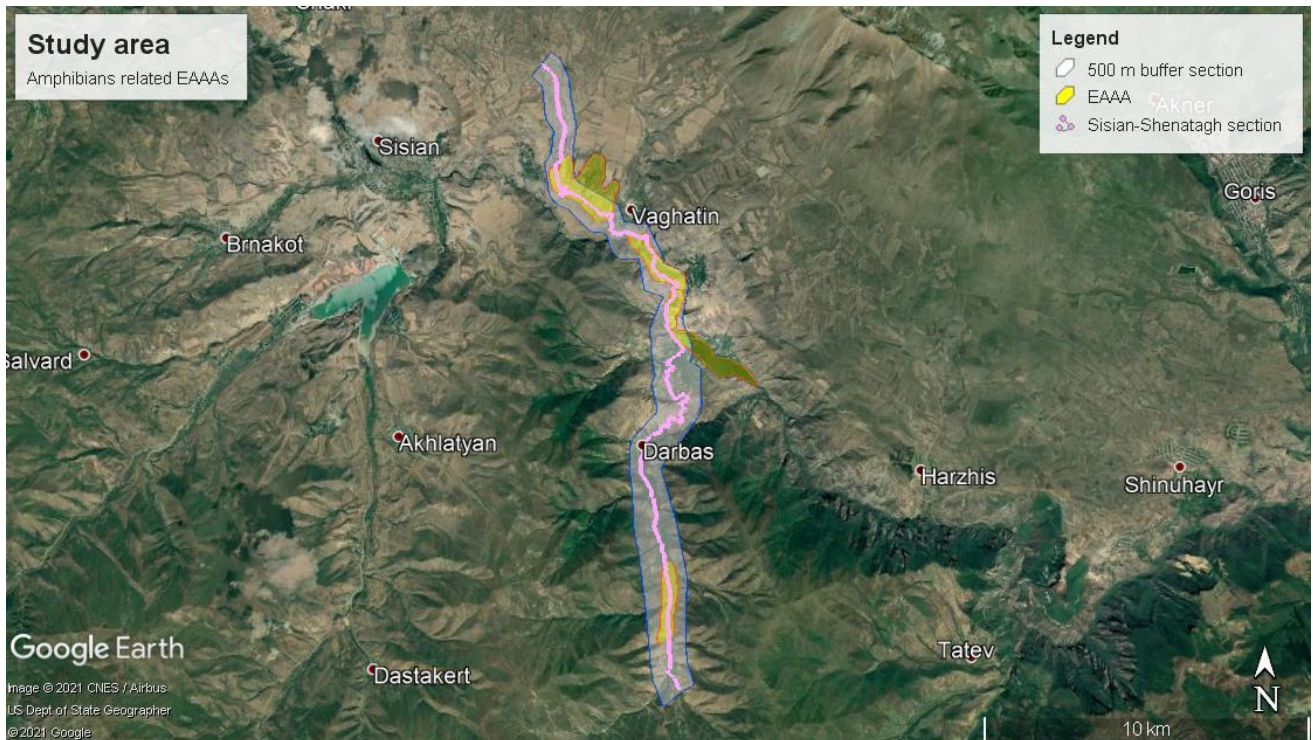 Study area
Amphibians related EAAAs
Legend
500 m buffer section
EAAA
Sisian-Shenatagh section
Akner
Sisian
Goris
Vaghatin
Brnakot
Salvard
Akhlatyan
Darbas
Harzhis
Shinuhayr
Google Earth
Tatev
Dastakert
Image © 2021 CNES / Airbus
US Dept of State Geographer
© 2021 Google
N
10 km